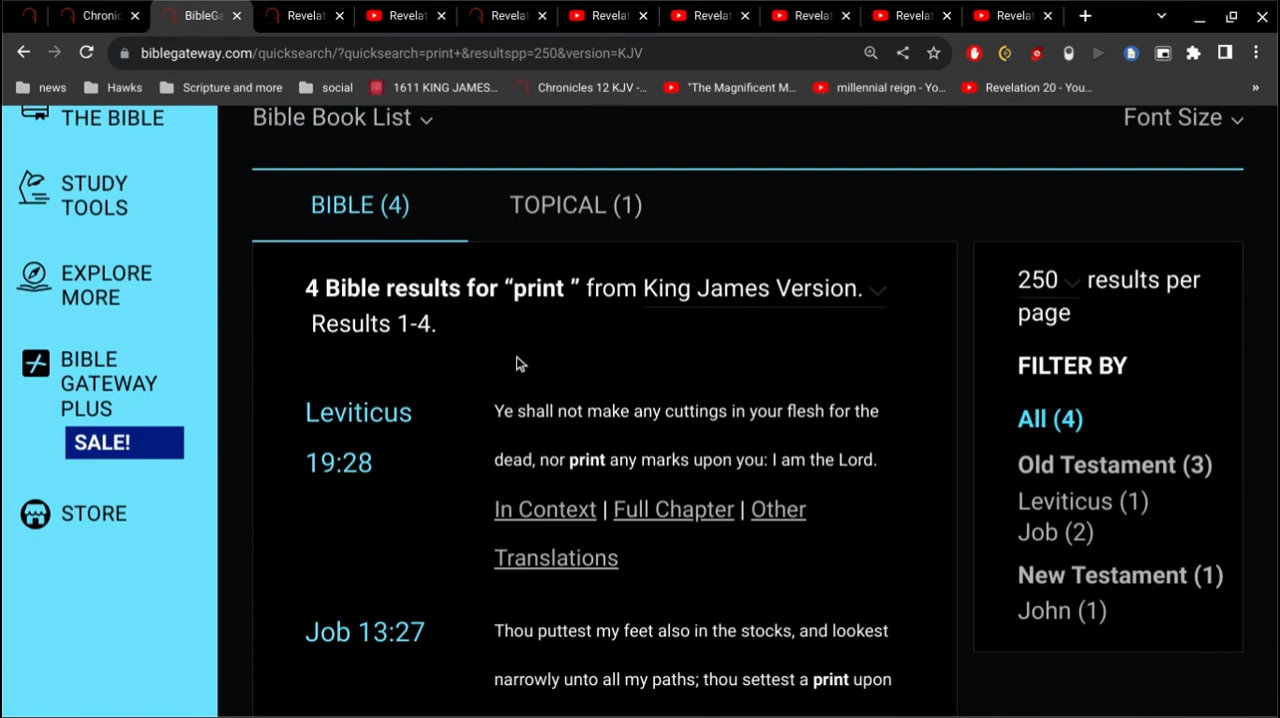 Chronic
BibleGa
Revelat
Revelat
Revelat
Revelat
Revelat
Revelat
Revelat
Revelat
biblegateway.com/quicksearch/?quicksearch=print+&resultspp=250&version=KJV
news
Hawks
Scripture and more
social
1611 KING JAMES...
Chronicles 12 KJV -...
"The Magnificent M...
millennial reign - Yo...
Revelation 20 - You...
»
THE BIBLE
STUDY
TOOLS
EXPLORE
MORE
BIBLE
GATEWAY
PLUS
SALE!
STORE
Bible Book List
Font Size
BIBLE (4)
TOPICAL (1)
4 Bible results for “print ” from King James Version.
Results 1-4.
Leviticus
19:28
Ye shall not make any cuttings in your flesh for the
dead, nor print any marks upon you: I am the Lord.
In Context | Full Chapter | Other
Translations
Job 13:27
Thou puttest my feet also in the stocks, and lookest
narrowly unto all my paths; thou settest a print upon
250 results per
page
FILTER BY
All (4)
Old Testament (3)
Leviticus (1)
Job (2)
New Testament (1)
John (1)